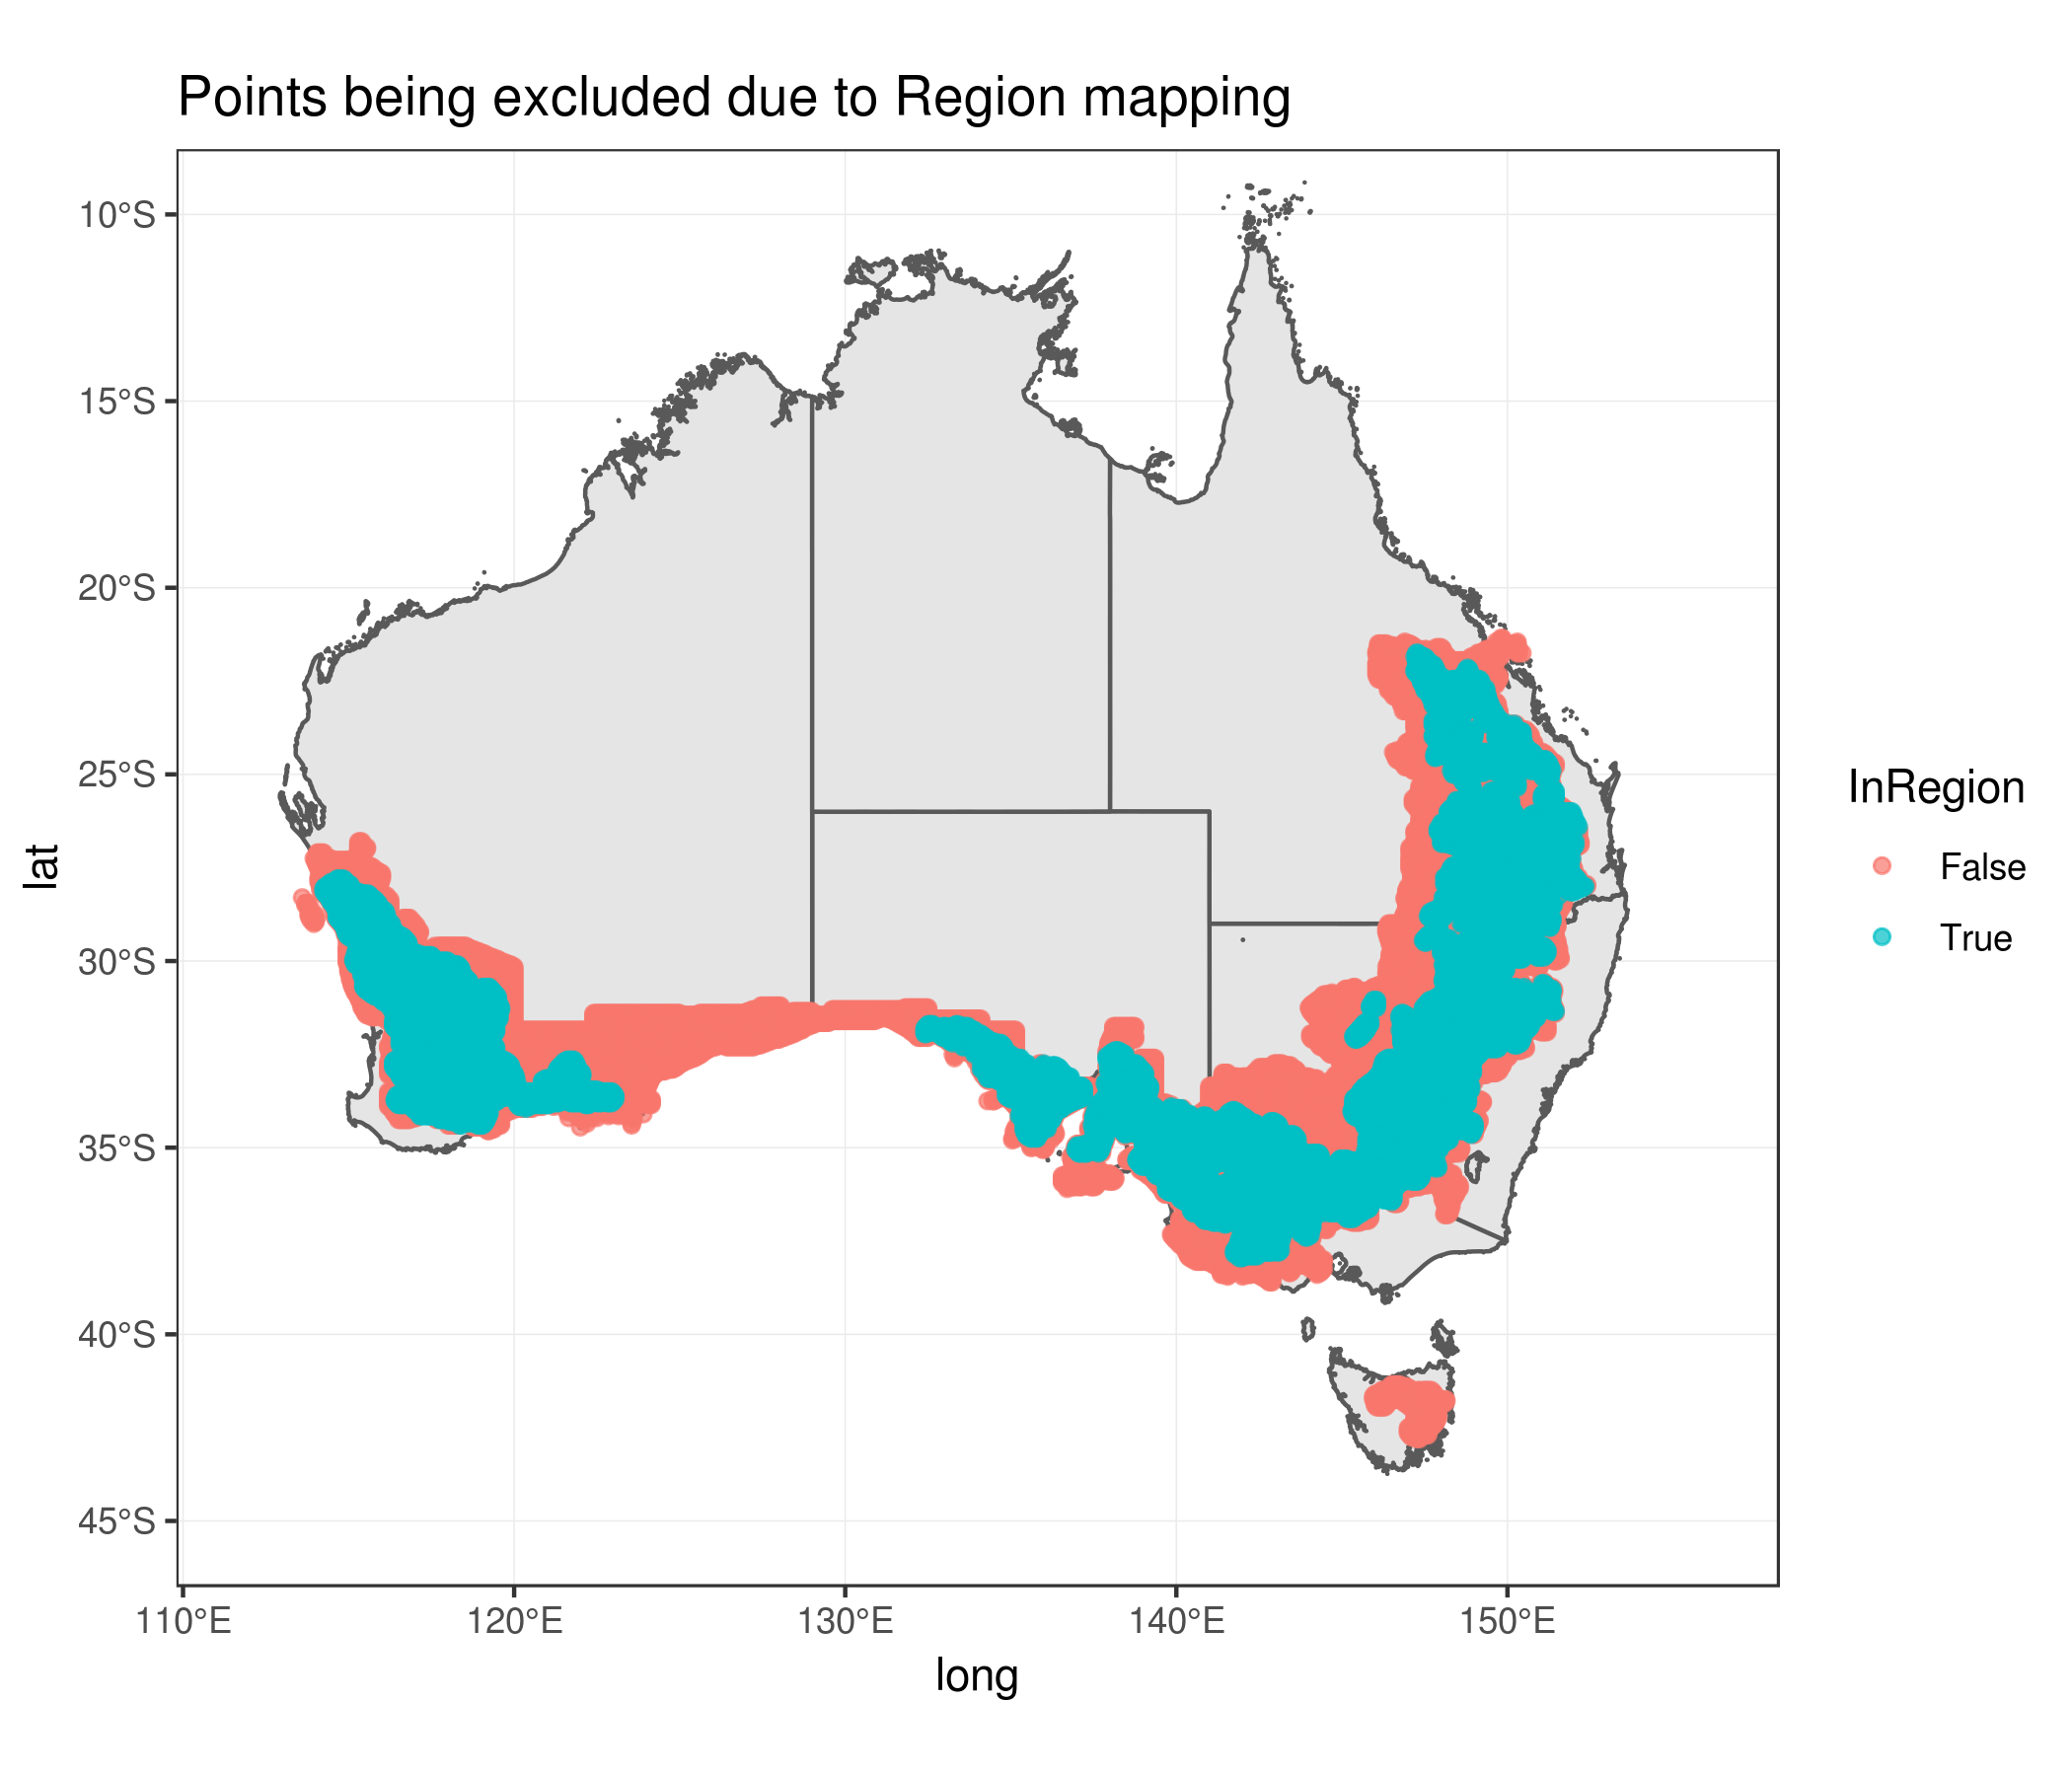 Points being excluded due to Region mapping
lat
10°S
15°S
20°S
25°S
30°S
35°S
40°S
45°S
110°E
120°E
130°E
140°E
150°E
long
InRegion
False
True